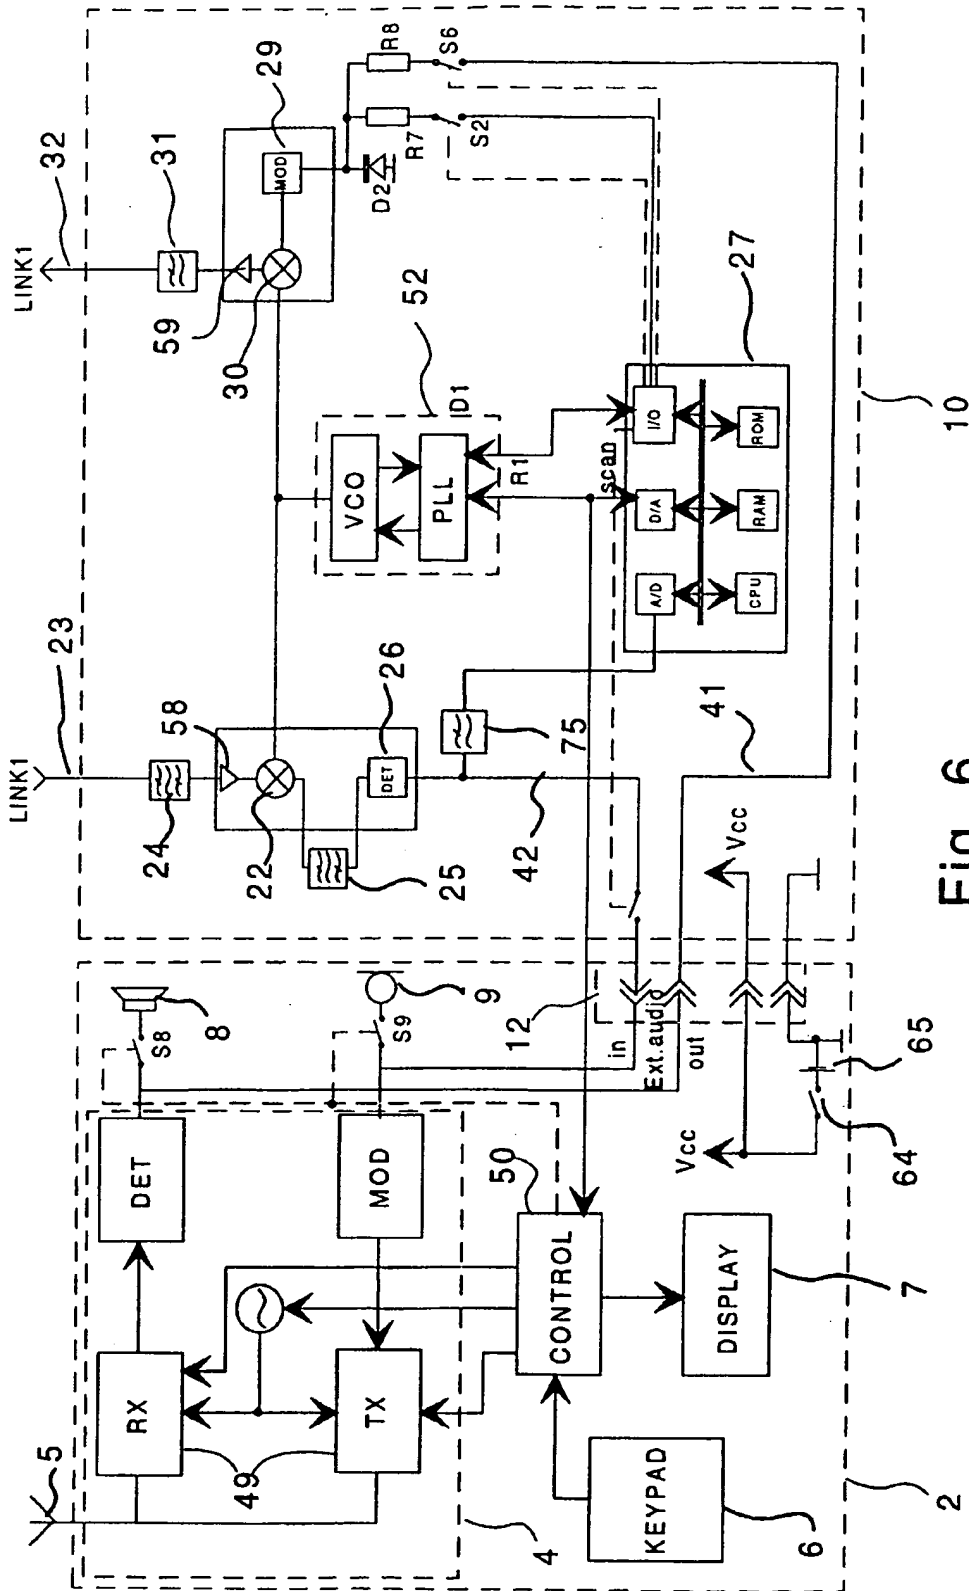 LINK1
23
LINK1
32
24
58
22
25
26
DET
42
75
59
30
31
29
MOD
D2
R7
R8
S2
S6
VCO
PLL
52
D1
R1
scan
A/D
D/A
I/O
CPU
RAM
ROM
27
41
10
5
RX
DET
S8
8
49
TX
MOD
S9
9
4
12
in
Ext.audio
out
50
CONTROL
KEYPAD
6
DISPLAY
7
Vcc
Vcc
64
65
2
Fig. 6